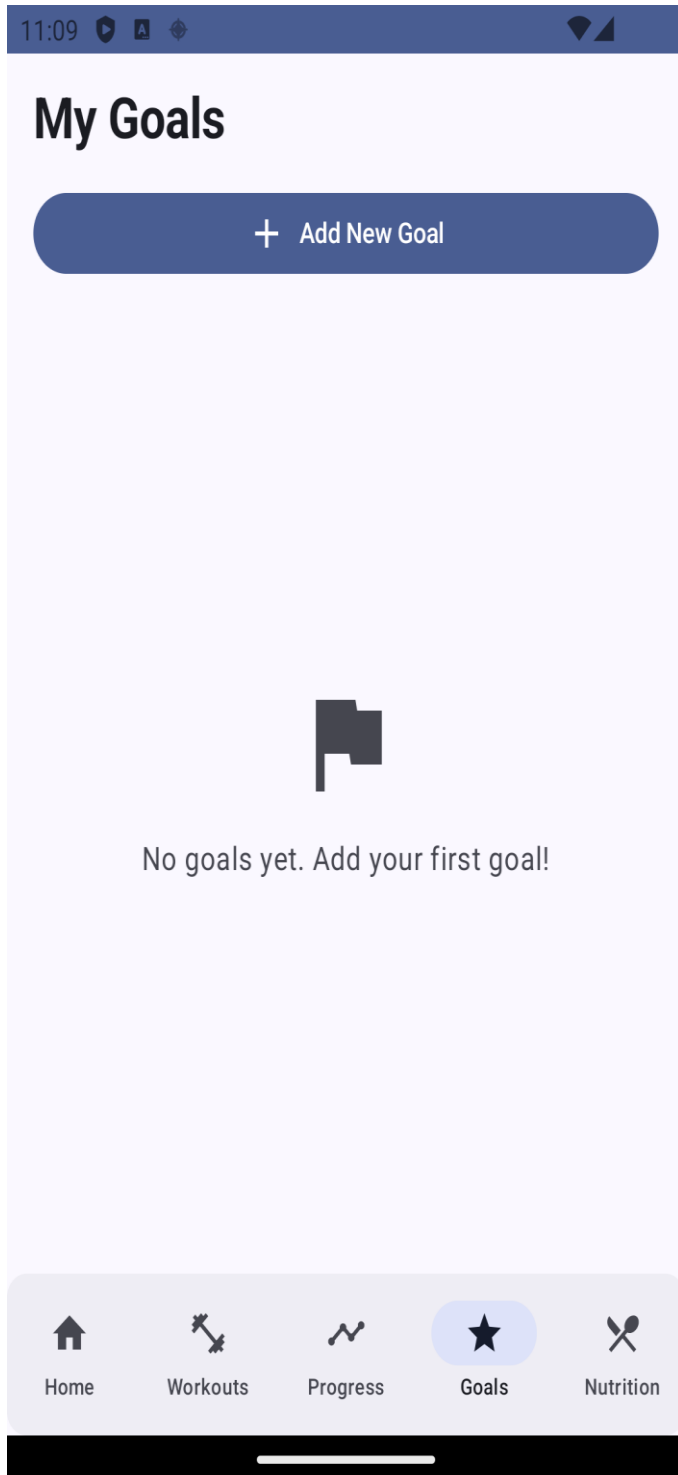 11:09
My Goals
Add New Goal
No goals yet. Add your first goal!
Home Workouts Progress Goals Nutrition